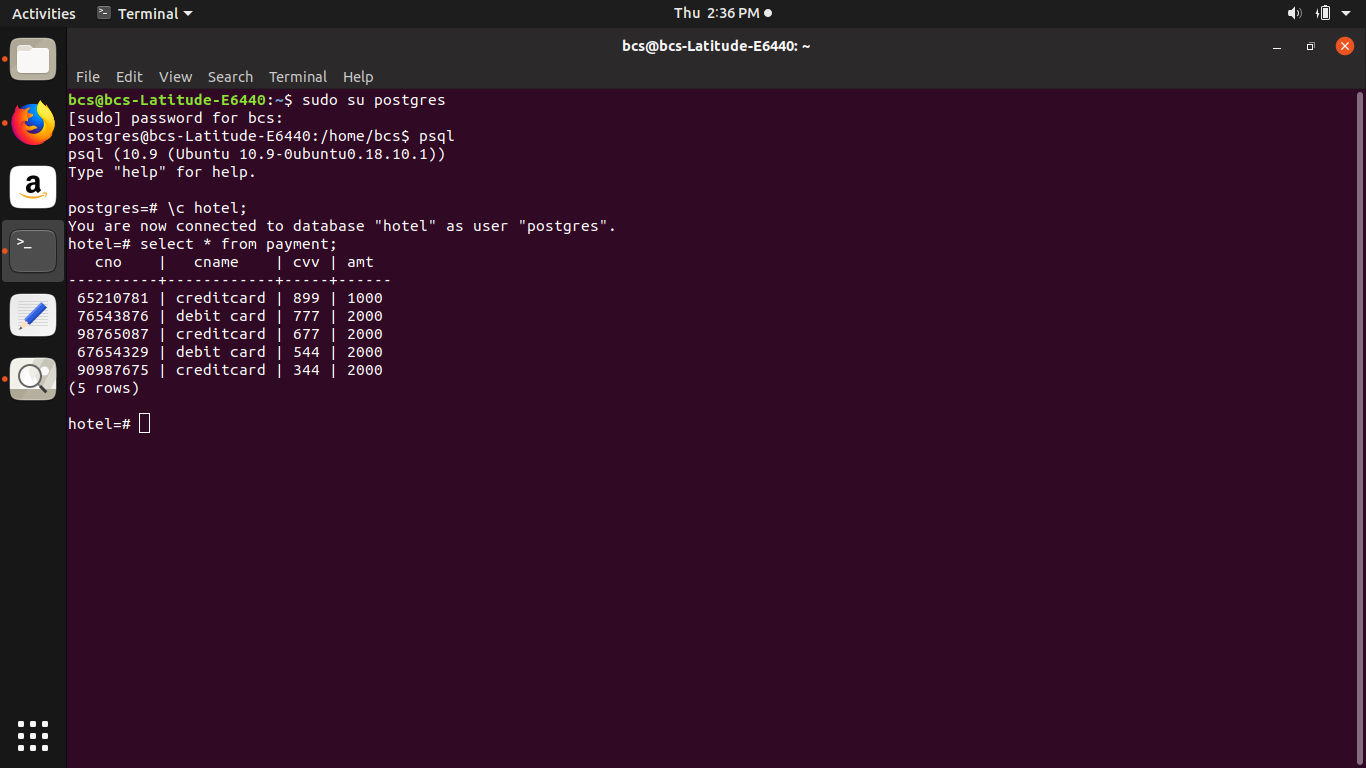 Activities Terminal Thu 2:36 PM
bcs@bcs-Latitude-E6440: ~
File Edit View Search Terminal Help
bcs@bcs-Latitude-E6440:~$ sudo su postgres
[sudo] password for bcs:
postgres@bcs-Latitude-E6440:/home/bcs$ psql
psql (10.9 (Ubuntu 10.9-0ubuntu0.18.10.1))
Type "help" for help.
postgres=# \c hotel;
You are now connected to database "hotel" as user "postgres".
hotel=# select * from payment;
   cno    |   cname    | cvv | amt
----------+------------+-----+------
 65210781 | creditcard | 899 | 1000
 76543876 | debit card | 777 | 2000
 98765087 | creditcard | 677 | 2000
 67654329 | debit card | 544 | 2000
 90987675 | creditcard | 344 | 2000
(5 rows)
hotel=#